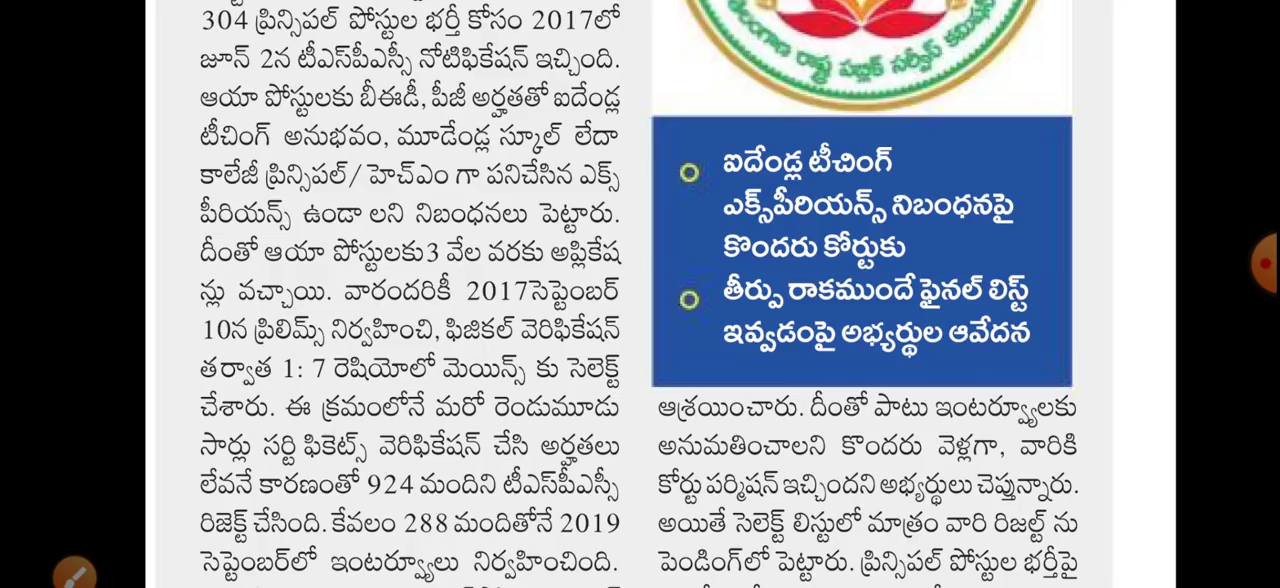 304 ప్రిన్సిపల్ పోస్టుల భర్తీ కోసం 2017లో
జూన్ 2న టీఎస్‌పీఎస్సీ నోటిఫికేషన్ ఇచ్చింది.
ఆయా పోస్టులకు బీఈడీ, పీజీ అర్హతతో ఐదేండ్ల
టీచింగ్ అనుభవం, మూడేండ్ల స్కూల్ లేదా
కాలేజీ ప్రిన్సిపల్/ హెచ్ఎం గా పనిచేసిన ఎక్స్
పీరియన్స్ ఉండా లని నిబంధనలు పెట్టారు.
దీంతో ఆయా పోస్టులకు3 వేల వరకు అప్లికేష
న్లు వచ్చాయి. వారందరికీ 2017సెప్టెంబర్
10న ప్రిలిమ్స్ నిర్వహించి, ఫిజికల్ వెరిఫికేషన్
తర్వాత 1: 7 రెషియోలో మెయిన్స్ కు సెలెక్ట్
చేశారు. ఈ క్రమంలోనే మరో రెండుమూడు
సార్లు సర్టి ఫికెట్స్ వెరిఫికేషన్ చేసి అర్హతలు
లేవనే కారణంతో 924 మందిని టీఎస్‌పీఎస్సీ
రిజెక్ట్ చేసింది. కేవలం 288 మందితోనే 2019
సెప్టెంబర్‌లో ఇంటర్వ్యూలు నిర్వహించింది.
రాష్ట్ర పబ్లిక్ సర్వీస్
ఐదేండ్ల టీచింగ్
ఎక్స్‌పీరియన్స్ నిబంధనపై
కొందరు కోర్టుకు
తీర్పు రాకముందే ఫైనల్ లిస్ట్
ఇవ్వడంపై అభ్యర్థుల ఆవేదన
ఆశ్రయించారు. దీంతో పాటు ఇంటర్వ్యూలకు
అనుమతించాలని కొందరు వెళ్లగా, వారికి
కోర్టు పర్మిషన్ ఇచ్చిందని అభ్యర్థులు చెప్తున్నారు.
అయితే సెలెక్ట్ లిస్టులో మాత్రం వారి రిజల్ట్ ను
పెండింగ్‌లో పెట్టారు. ప్రిన్సిపల్ పోస్టుల భర్తీపై